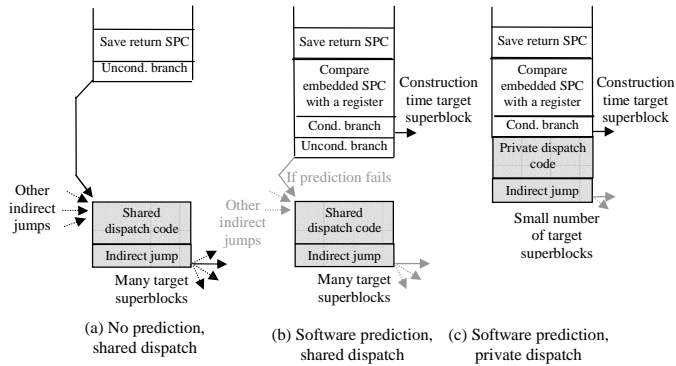 Save return SPC
Uncond. branch
Other
indirect
jumps
Shared
dispatch code
Indirect jump
Many target
superblocks
(a) No prediction,
shared dispatch
Save return SPC
Compare
embedded SPC
with a register
Cond. branch
Uncond. branch
Construction
time target
superblock
If prediction fails
Other
indirect
jumps
Shared
dispatch code
Indirect jump
Many target
superblocks
(b) Software prediction,
shared dispatch
Save return SPC
Compare
embedded SPC
with a register
Cond. branch
Construction
time target
superblock
Private dispatch
code
Indirect jump
Small number
of target
superblocks
(c) Software prediction,
private dispatch